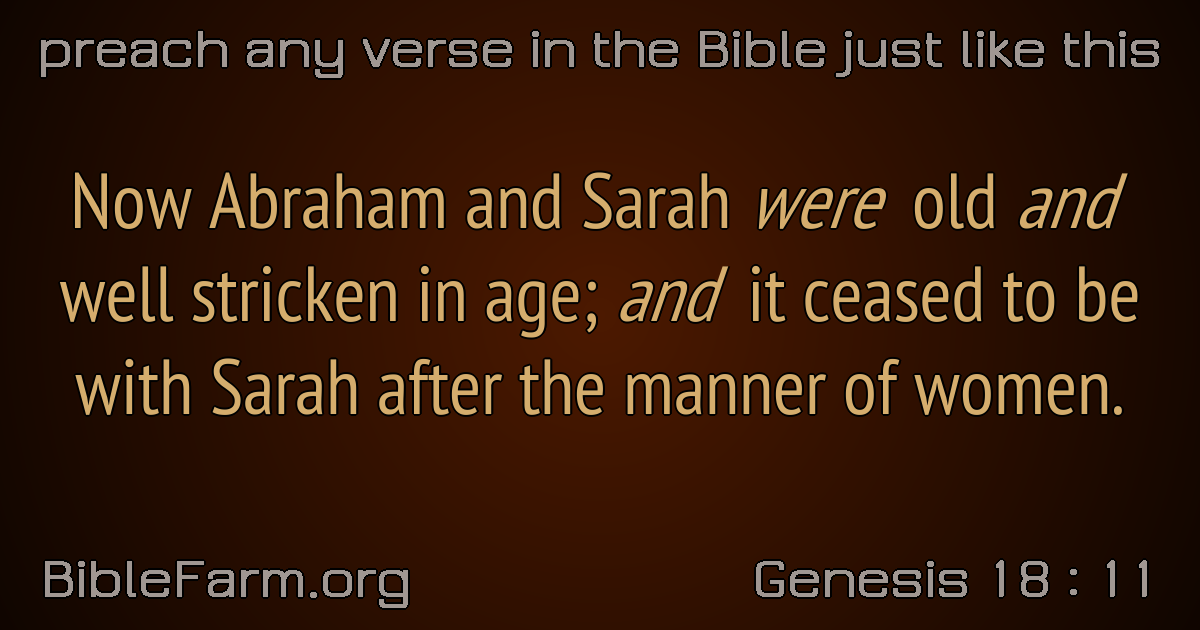 preach any verse in the Bible just like this
Now Abraham and Sarah were old and
well stricken in age; and it ceased to be
with Sarah after the manner of women.
BibleFarm.org
Genesis 18 : 11